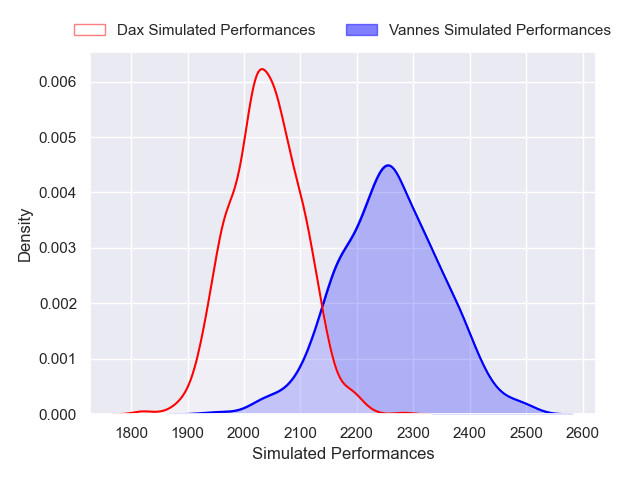 Dax Simulated Performances Vannes Simulated Performances
0.006
0.005
0.004
0.003
0.002
0.001
0.000
Density
1800 1900 2000 2100 2200 2300 2400 2500 2600
Simulated Performances